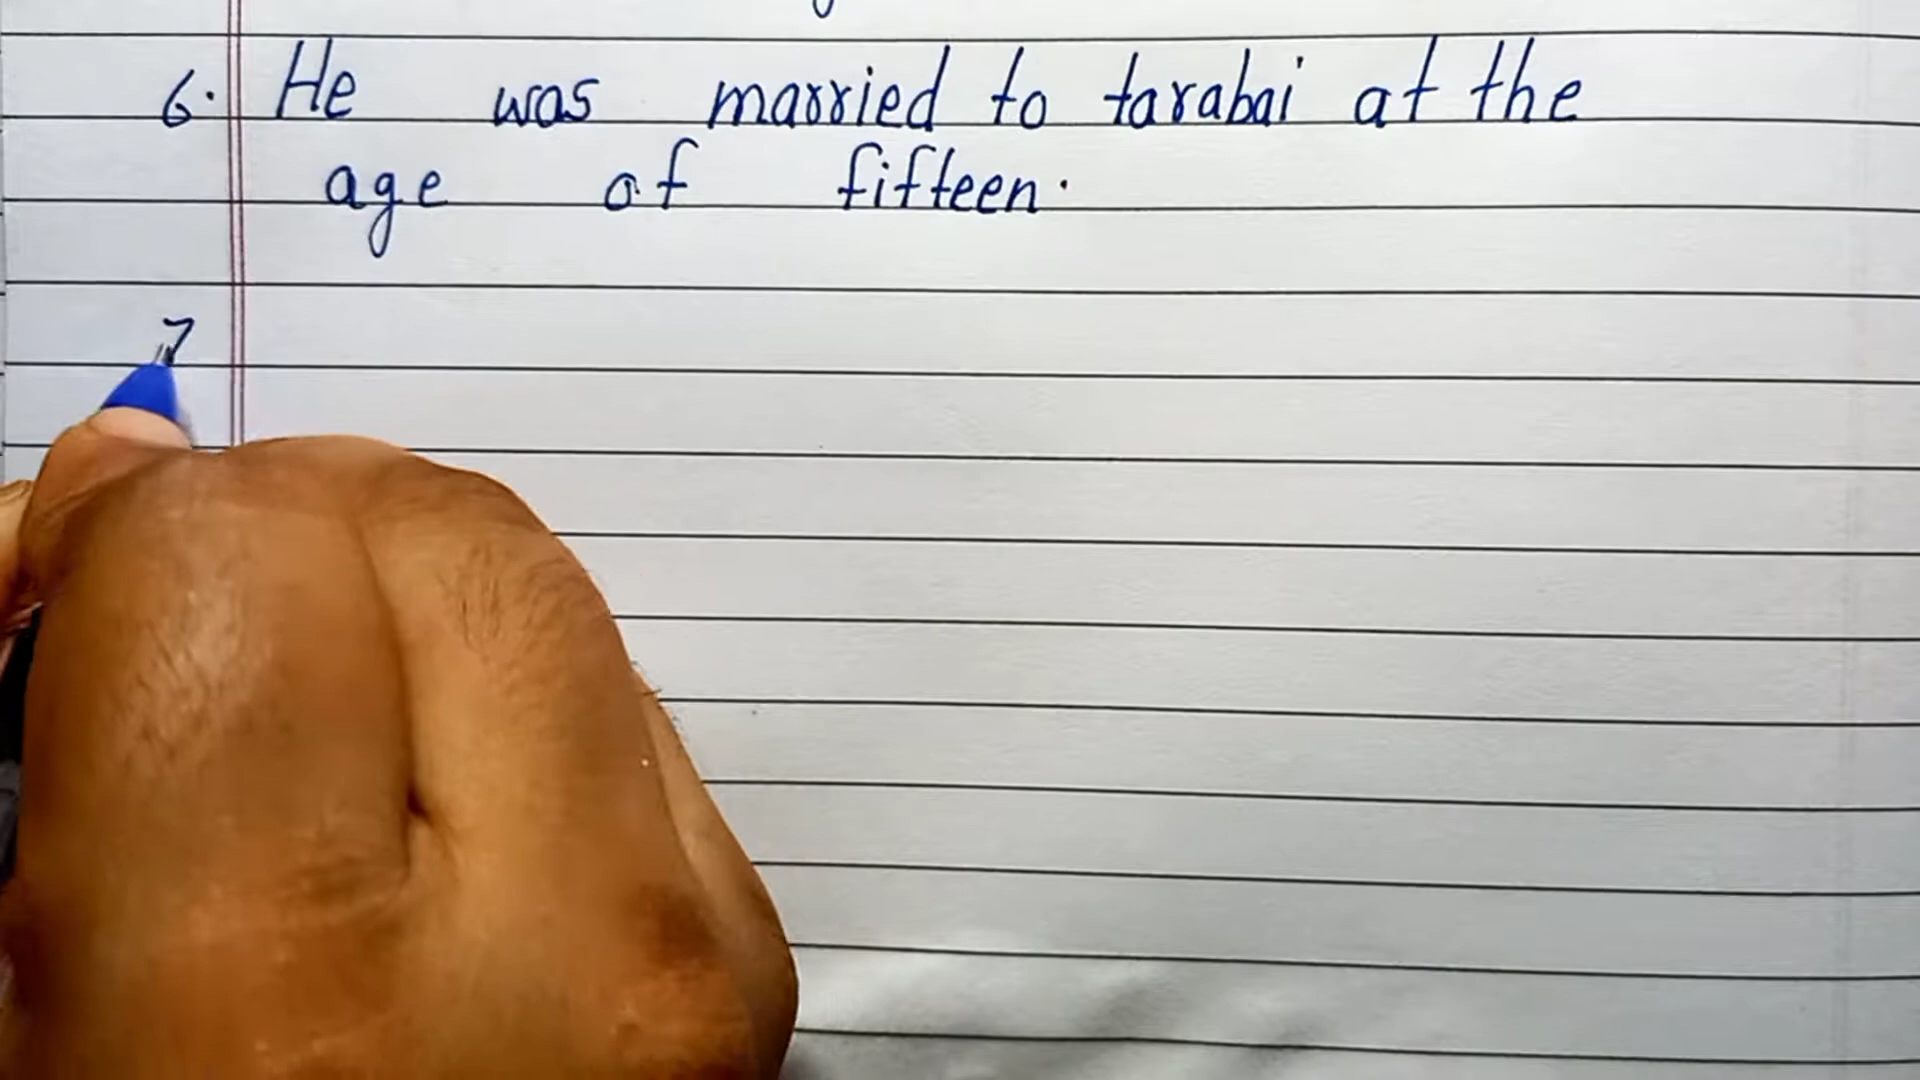 6. He was married to tarabai at the
age of fifteen.
7